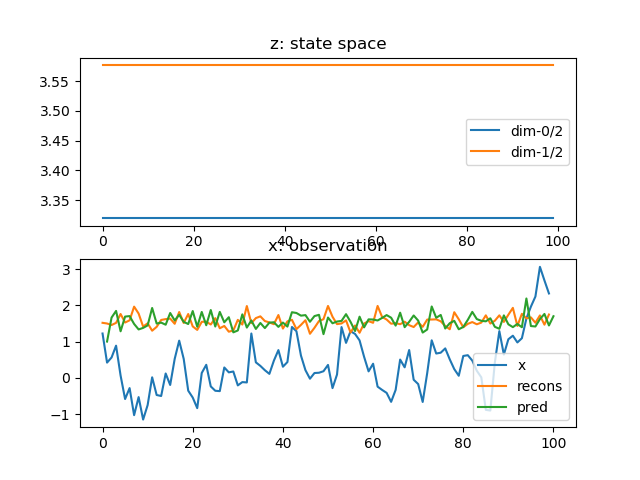 z: state space
3.55
3.50
3.45
3.40
3.35
dim-0/2
dim-1/2
0 20 40 60 80 100
x: observation
3
2
1
0
−1
x
recons
pred
0 20 40 60 80 100